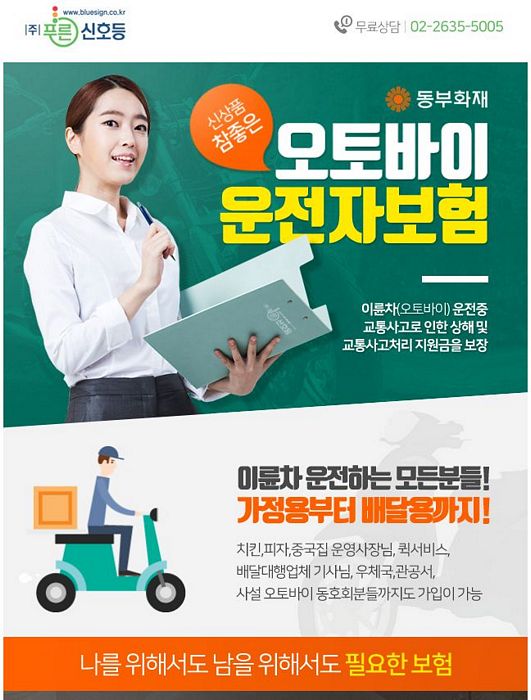 www.bluesign.co.kr
(주)푸른신호등
무료상담 | 02-2635-5005
동부화재
신상품
참좋은
오토바이
운전자보험
이륜차(오토바이) 운전중
교통사고로 인한 상해 및
교통사고처리 지원금을 보장
신호등
이륜차 운전하는 모든분들!
가정용부터 배달용까지!
치킨,피자,중국집 운영사장님, 퀵서비스,
배달대행업체 기사님, 우체국,관공서,
사설 오토바이 동호회분들까지도 가입이 가능
나를 위해서도 남을 위해서도 필요한 보험